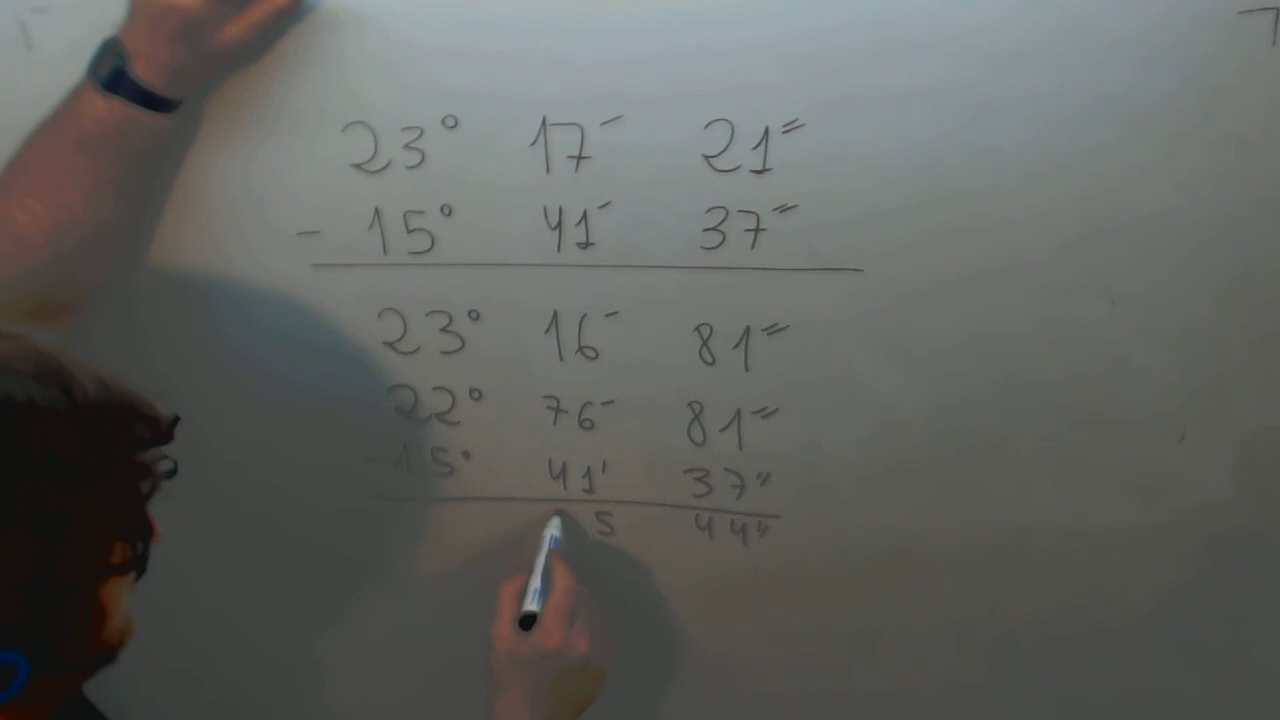 23° 17′ 21″
- 15° 41′ 37″
23° 16′ 81″
22° 76′ 81″
- 15° 41′ 37″
5 44″